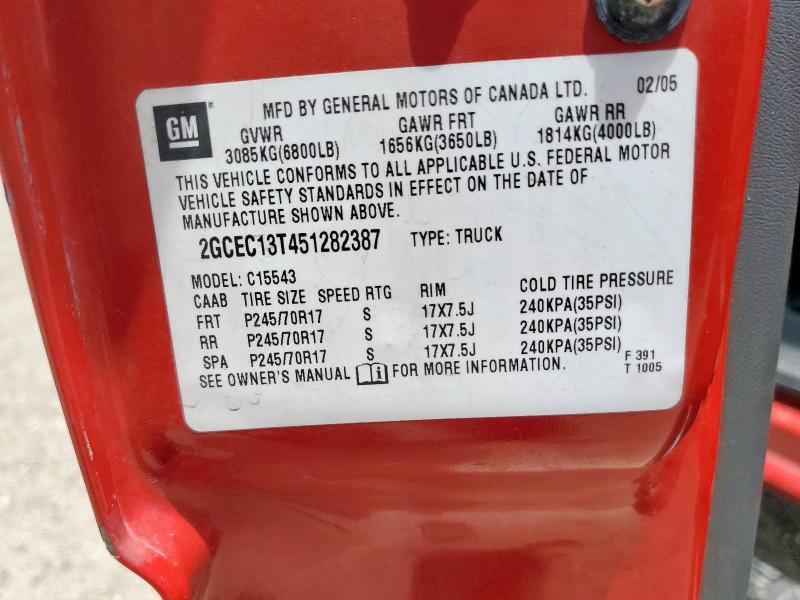 GM®
MFD BY GENERAL MOTORS OF CANADA LTD. 02/05
GVWR GAWR FRT GAWR RR
3085KG(6800LB) 1656KG(3650LB) 1814KG(4000LB)
THIS VEHICLE CONFORMS TO ALL APPLICABLE U.S. FEDERAL MOTOR
VEHICLE SAFETY STANDARDS IN EFFECT ON THE DATE OF
MANUFACTURE SHOWN ABOVE.
2GCEC13T451282387 TYPE: TRUCK
MODEL: C15543
CAAB TIRE SIZE SPEED RTG RIM COLD TIRE PRESSURE
FRT P245/70R17 S 17X7.5J 240KPA(35PSI)
RR P245/70R17 S 17X7.5J 240KPA(35PSI)
SPA P245/70R17 S 17X7.5J 240KPA(35PSI)
SEE OWNER'S MANUAL FOR MORE INFORMATION. F 391
T 1005